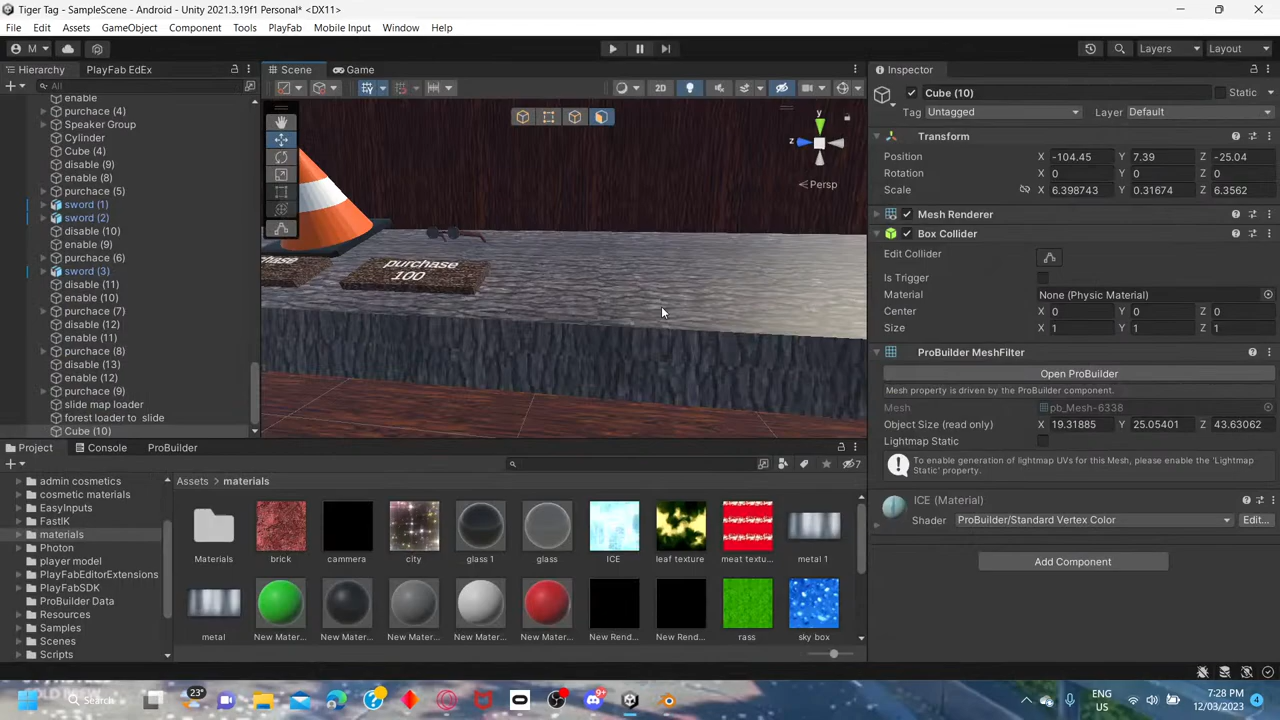 Tiger Tag - SampleScene - Android - Unity 2021.3.19f1 Personal* <DX11>
File Edit Assets GameObject Component Tools PlayFab Mobile Input Window Help
M Layers Layout
Hierarchy PlayFab EdEx
All
enable
purchace (4)
Speaker Group
Cylinder
Cube (4)
disable (9)
enable (8)
purchace (5)
sword (1)
sword (2)
disable (10)
enable (9)
purchace (6)
sword (3)
disable (11)
enable (10)
purchace (7)
disable (12)
enable (11)
purchace (8)
disable (13)
enable (12)
purchace (9)
slide map loader
forest loader to slide
Cube (10)
Scene Game
2D
y
z
Persp
purchase
100
Inspector
Cube (10) Static
Tag Untagged Layer Default
Transform
Position X -104.45 Y 7.39 Z -25.04
Rotation X 0 Y 0 Z 0
Scale X 6.398743 Y 0.31674 Z 6.3562
Mesh Renderer
Box Collider
Edit Collider
Is Trigger
Material None (Physic Material)
Center X 0 Y 0 Z 0
Size X 1 Y 1 Z 1
ProBuilder MeshFilter
Open ProBuilder
Mesh property is driven by the ProBuilder component.
Mesh pb_Mesh-6338
Object Size (read only) X 19.31885 Y 25.05401 Z 43.63062
Lightmap Static
To enable generation of lightmap UVs for this Mesh, please enable the 'Lightmap
Static' property.
ICE (Material)
Shader ProBuilder/Standard Vertex Color Edit...
Add Component
Project Console ProBuilder
7
admin cosmetics
cosmetic materials
EasyInputs
FastIK
materials
Photon
player model
PlayFabEditorExtensions
PlayFabSDK
ProBuilder Data
Resources
Samples
Scenes
Scripts
Assets > materials
Materials brick cammera city glass 1 glass ICE leaf texture meat textu... metal 1
metal New Mater... New Mater... New Mater... New Mater... New Mater... New Rend... New Rend... rass sky box
Search 23° 9+ ENG
US
7:28 PM
12/03/2023
4